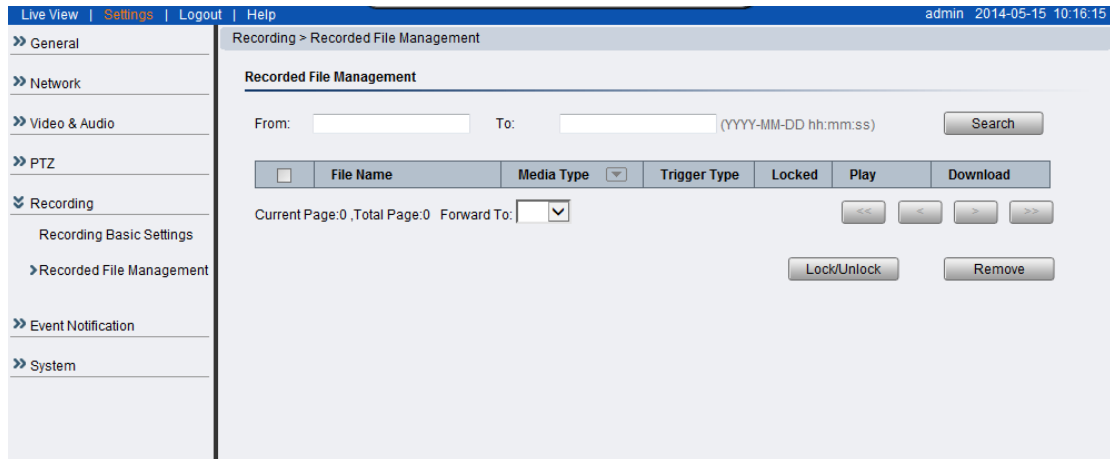 Live View | Settings | Logout | Help admin 2014-05-15 10:16:15
General
Network
Video & Audio
PTZ
Recording
Recording Basic Settings
Recorded File Management
Event Notification
System
Recording > Recorded File Management
Recorded File Management
From: To: (YYYY-MM-DD hh:mm:ss) Search
File Name Media Type Trigger Type Locked Play Download
Current Page:0 ,Total Page:0 Forward To: << < > >>
Lock/Unlock Remove